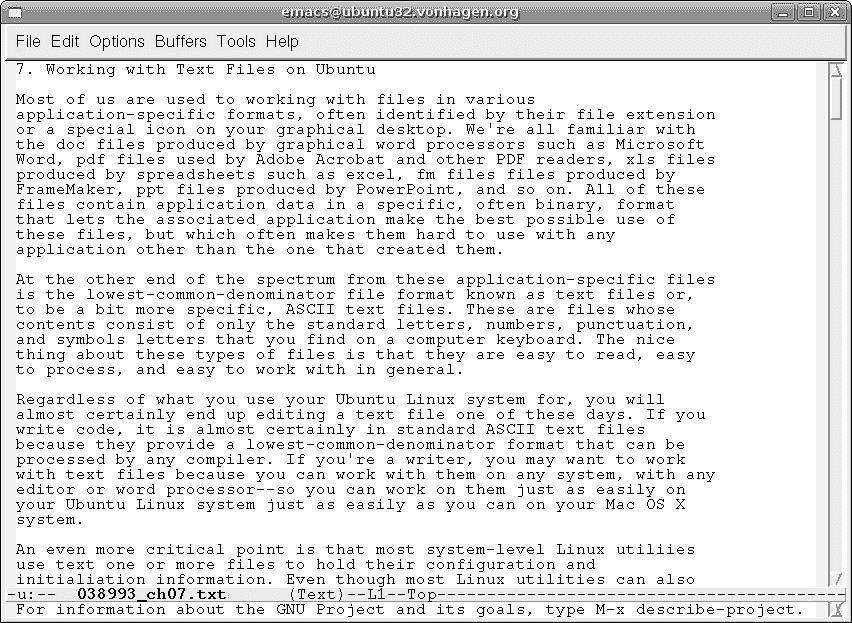 emacs@ubuntu32.vonhagen.org
File Edit Options Buffers Tools Help
7. Working with Text Files on Ubuntu
Most of us are used to working with files in various
application-specific formats, often identified by their file extension
or a special icon on your graphical desktop. We're all familiar with
the doc files produced by graphical word processors such as Microsoft
Word, pdf files used by Adobe Acrobat and other PDF readers, xls files
produced by spreadsheets such as excel, fm files files produced by
FrameMaker, ppt files produced by PowerPoint, and so on. All of these
files contain application data in a specific, often binary, format
that lets the associated application make the best possible use of
these files, but which often makes them hard to use with any
application other than the one that created them.
At the other end of the spectrum from these application-specific files
is the lowest-common-denominator file format known as text files or,
to be a bit more specific, ASCII text files. These are files whose
contents consist of only the standard letters, numbers, punctuation,
and symbols letters that you find on a computer keyboard. The nice
thing about these types of files is that they are easy to read, easy
to process, and easy to work with in general.
Regardless of what you use your Ubuntu Linux system for, you will
almost certainly end up editing a text file one of these days. If you
write code, it is almost certainly in standard ASCII text files
because they provide a lowest-common-denominator format that can be
processed by any compiler. If you're a writer, you may want to work
with text files because you can work with them on any system, with any
editor or word processor--so you can work on them just as easily on
your Ubuntu Linux system just as easily as you can on your Mac OS X
system.
An even more critical point is that most system-level Linux utiliies
use text one or more files to hold their configuration and
initialiation information. Even though most Linux utilities can also
-u:-- 038993_ch07.txt (Text)--L1--Top----------------------------------------
For information about the GNU Project and its goals, type M-x describe-project.